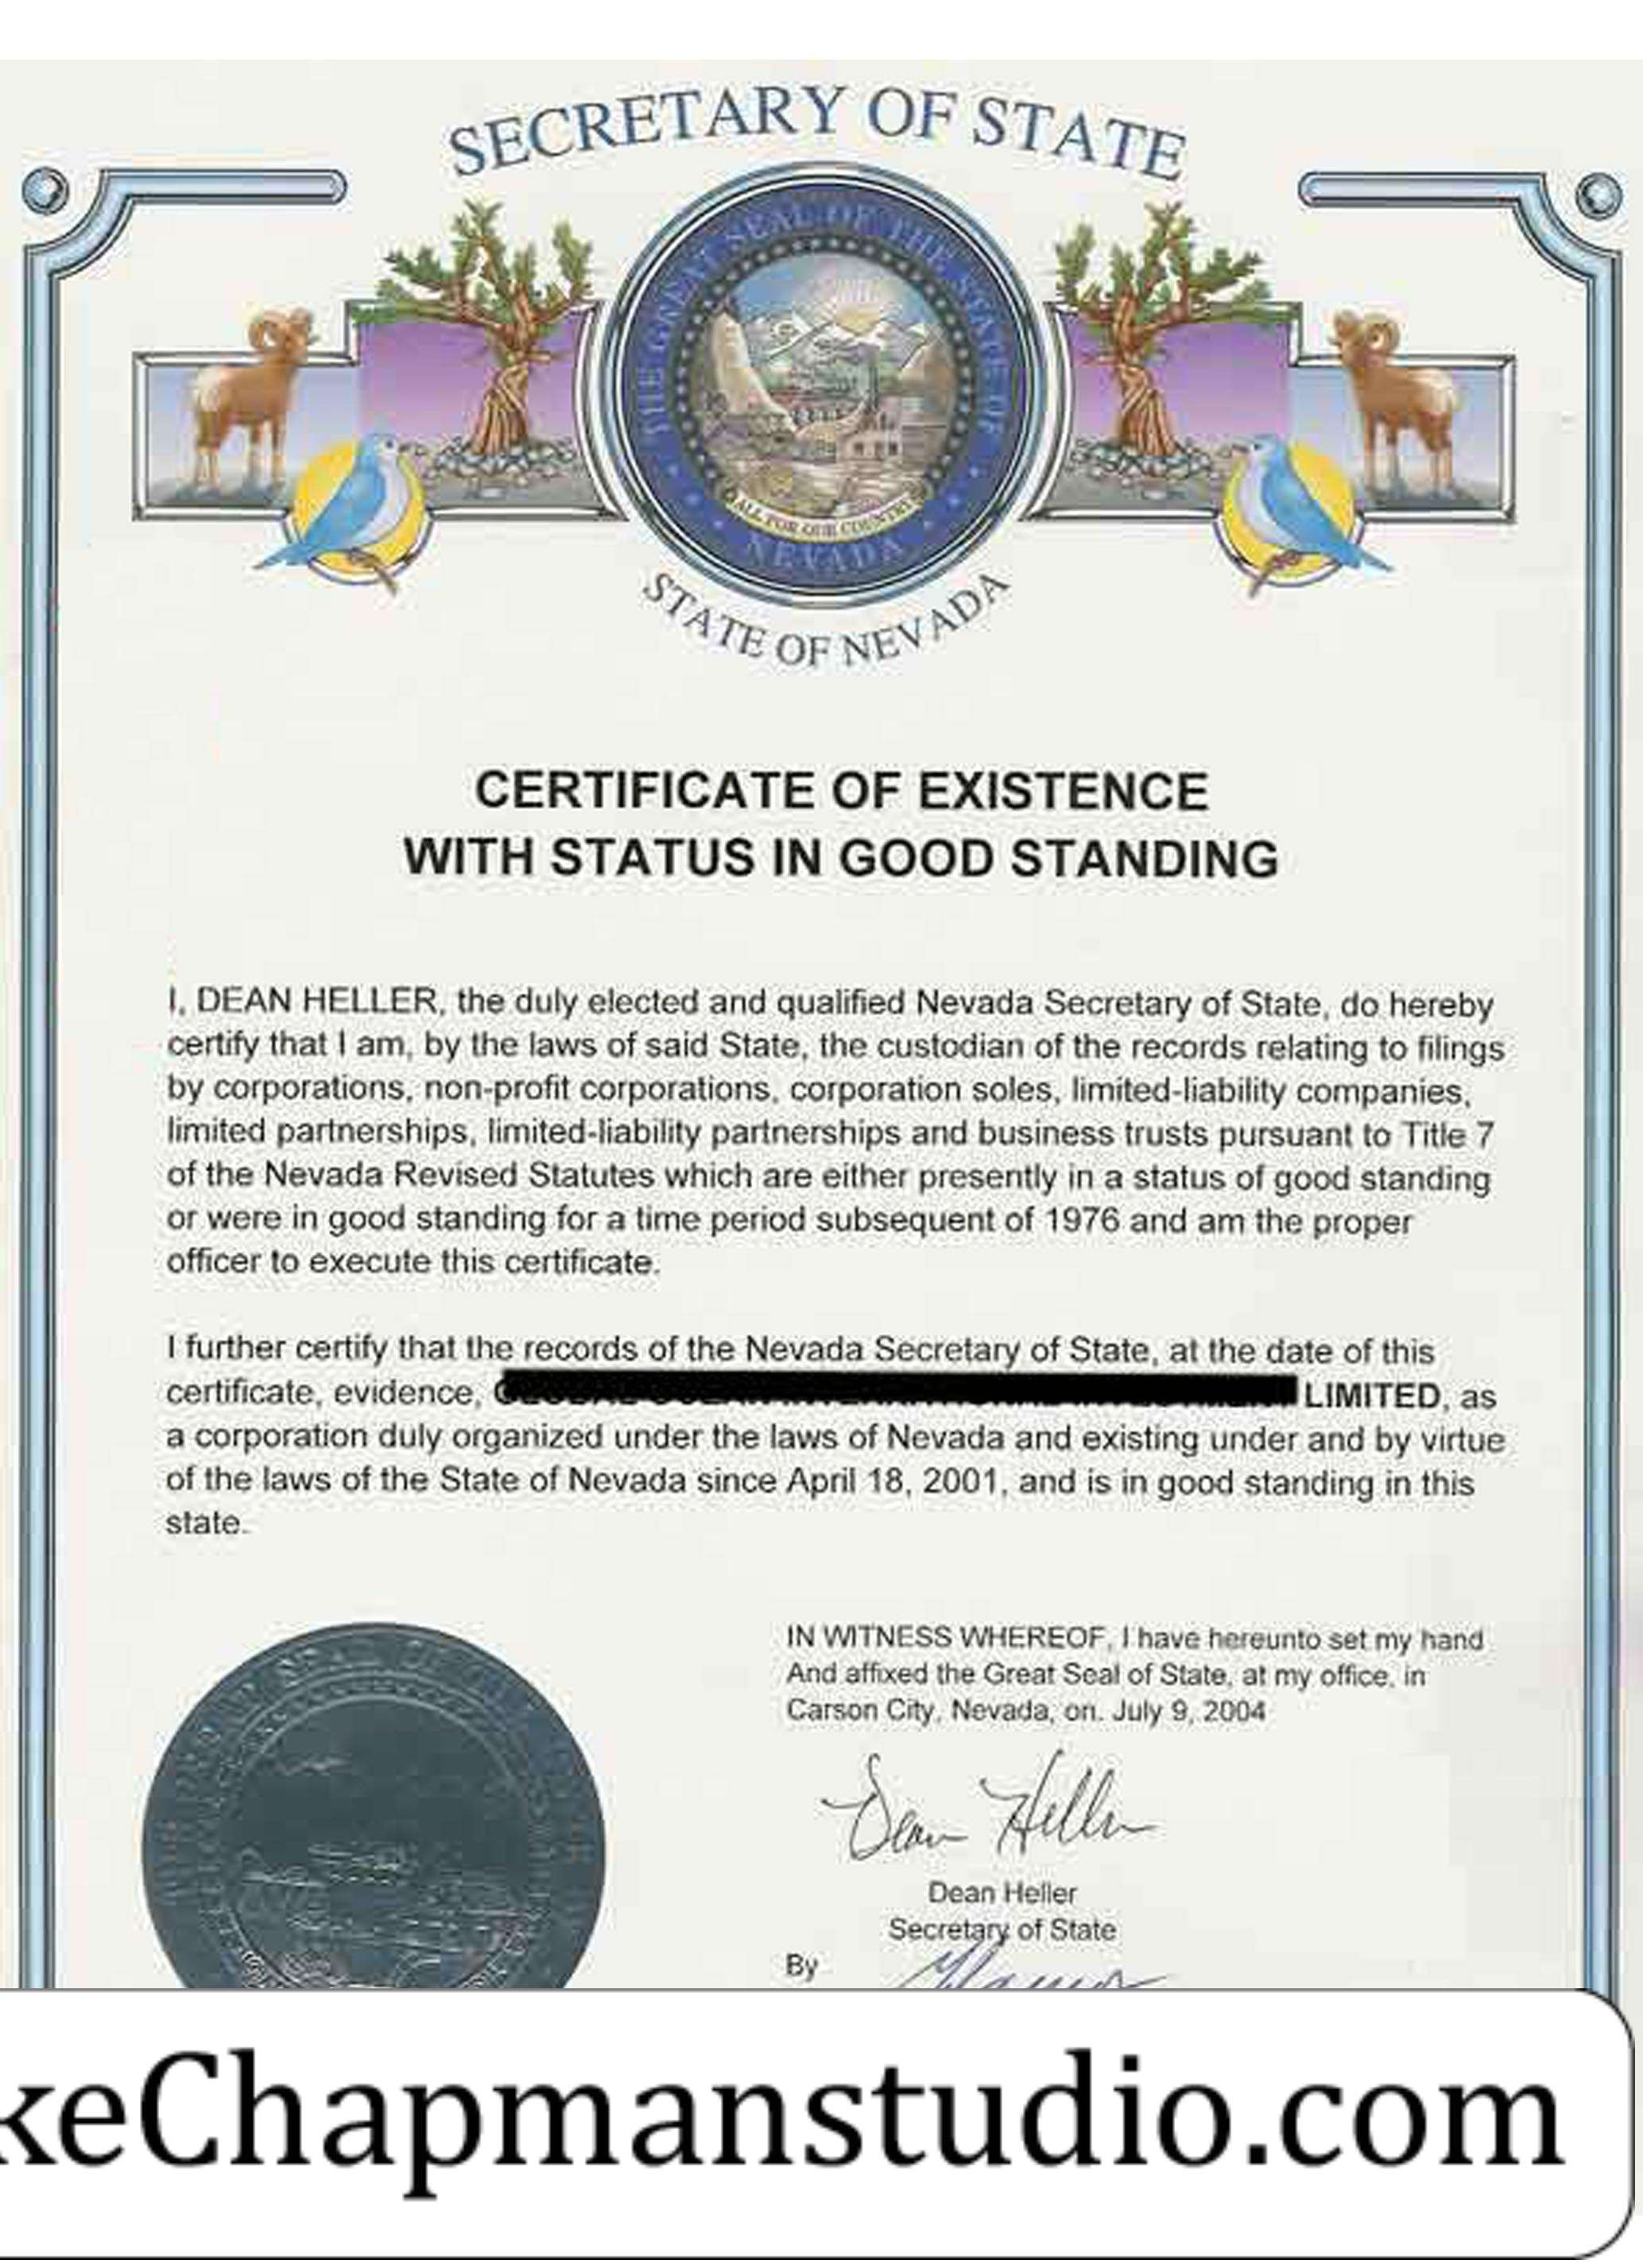 SECRETARY OF STATE
THE GREAT SEAL OF THE STATE OF
ALL FOR OUR COUNTRY
NEVADA
STATE OF NEVADA
CERTIFICATE OF EXISTENCE
WITH STATUS IN GOOD STANDING
I, DEAN HELLER, the duly elected and qualified Nevada Secretary of State, do hereby
certify that I am, by the laws of said State, the custodian of the records relating to filings
by corporations, non-profit corporations, corporation soles, limited-liability companies,
limited partnerships, limited-liability partnerships and business trusts pursuant to Title 7
of the Nevada Revised Statutes which are either presently in a status of good standing
or were in good standing for a time period subsequent of 1976 and am the proper
officer to execute this certificate.
I further certify that the records of the Nevada Secretary of State, at the date of this
certificate, evidence, LIMITED, as
a corporation duly organized under the laws of Nevada and existing under and by virtue
of the laws of the State of Nevada since April 18, 2001, and is in good standing in this
state.
IN WITNESS WHEREOF, I have hereunto set my hand
And affixed the Great Seal of State, at my office, in
Carson City, Nevada, on. July 9, 2004
Dean Heller
Dean Heller
Secretary of State
By
keChapmanstudio.com